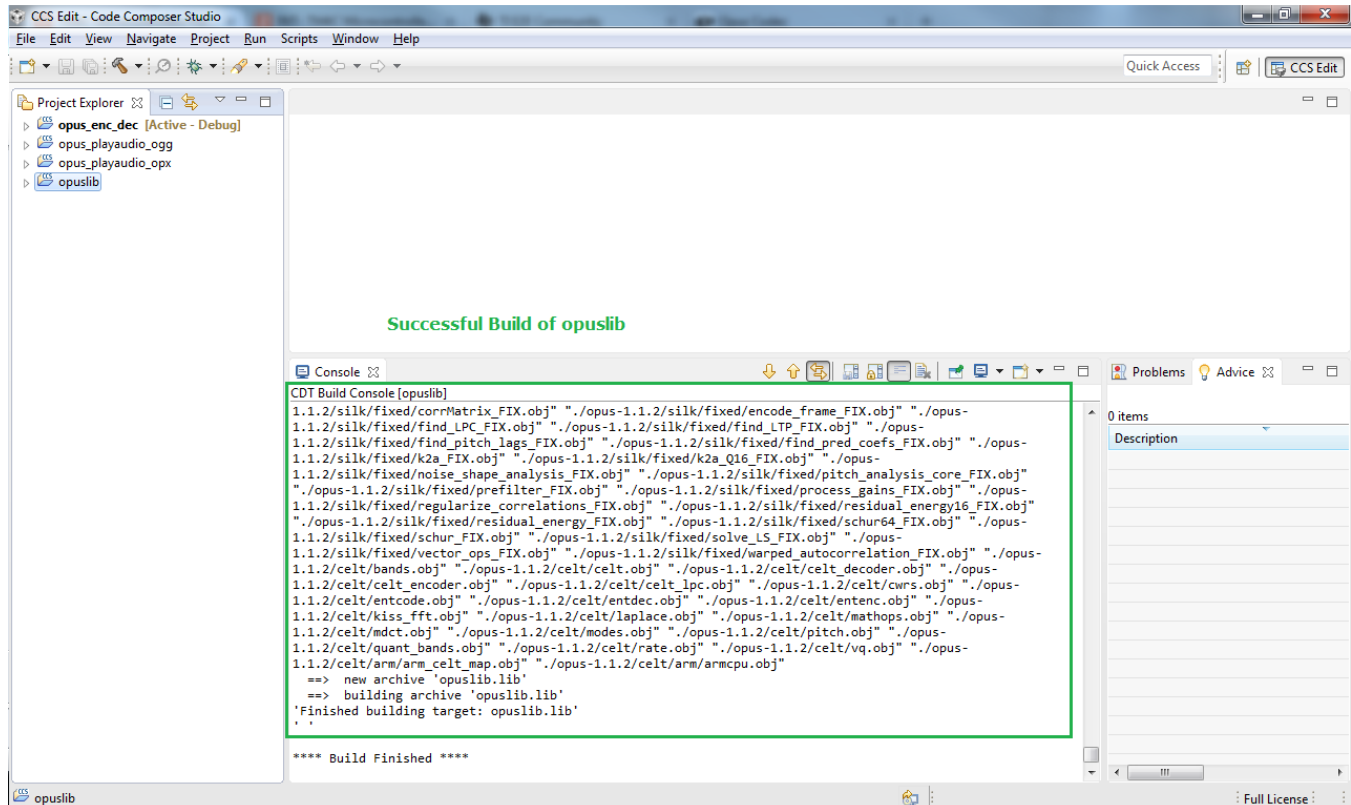 CCS Edit - Code Composer Studio
File Edit View Navigate Project Run Scripts Window Help
Quick Access
CCS Edit
Project Explorer
opus_enc_dec [Active - Debug]
opus_playaudio_ogg
opus_playaudio_opx
opuslib
Successful Build of opuslib
Console
CDT Build Console [opuslib]
1.1.2/silk/fixed/corrMatrix_FIX.obj" "./opus-1.1.2/silk/fixed/encode_frame_FIX.obj" "./opus-
1.1.2/silk/fixed/find_LPC_FIX.obj" "./opus-1.1.2/silk/fixed/find_LTP_FIX.obj" "./opus-
1.1.2/silk/fixed/find_pitch_lags_FIX.obj" "./opus-1.1.2/silk/fixed/find_pred_coefs_FIX.obj" "./opus-
1.1.2/silk/fixed/k2a_FIX.obj" "./opus-1.1.2/silk/fixed/k2a_Q16_FIX.obj" "./opus-
1.1.2/silk/fixed/noise_shape_analysis_FIX.obj" "./opus-1.1.2/silk/fixed/pitch_analysis_core_FIX.obj"
"./opus-1.1.2/silk/fixed/prefilter_FIX.obj" "./opus-1.1.2/silk/fixed/process_gains_FIX.obj" "./opus-
1.1.2/silk/fixed/regularize_correlations_FIX.obj" "./opus-1.1.2/silk/fixed/residual_energy16_FIX.obj"
"./opus-1.1.2/silk/fixed/residual_energy_FIX.obj" "./opus-1.1.2/silk/fixed/schur64_FIX.obj" "./opus-
1.1.2/silk/fixed/schur_FIX.obj" "./opus-1.1.2/silk/fixed/solve_LS_FIX.obj" "./opus-
1.1.2/silk/fixed/vector_ops_FIX.obj" "./opus-1.1.2/silk/fixed/warped_autocorrelation_FIX.obj" "./opus-
1.1.2/celt/bands.obj" "./opus-1.1.2/celt/celt.obj" "./opus-1.1.2/celt/celt_decoder.obj" "./opus-
1.1.2/celt/celt_encoder.obj" "./opus-1.1.2/celt/celt_lpc.obj" "./opus-1.1.2/celt/cwrs.obj" "./opus-
1.1.2/celt/entcode.obj" "./opus-1.1.2/celt/entdec.obj" "./opus-1.1.2/celt/entenc.obj" "./opus-
1.1.2/celt/kiss_fft.obj" "./opus-1.1.2/celt/laplace.obj" "./opus-1.1.2/celt/mathops.obj" "./opus-
1.1.2/celt/mdct.obj" "./opus-1.1.2/celt/modes.obj" "./opus-1.1.2/celt/pitch.obj" "./opus-
1.1.2/celt/quant_bands.obj" "./opus-1.1.2/celt/rate.obj" "./opus-1.1.2/celt/vq.obj" "./opus-
1.1.2/celt/arm/arm_celt_map.obj" "./opus-1.1.2/celt/arm/armcpu.obj"
==> new archive 'opuslib.lib'
==> building archive 'opuslib.lib'
'Finished building target: opuslib.lib'
' '
**** Build Finished ****
Problems
Advice
0 items
Description
opuslib
Full License